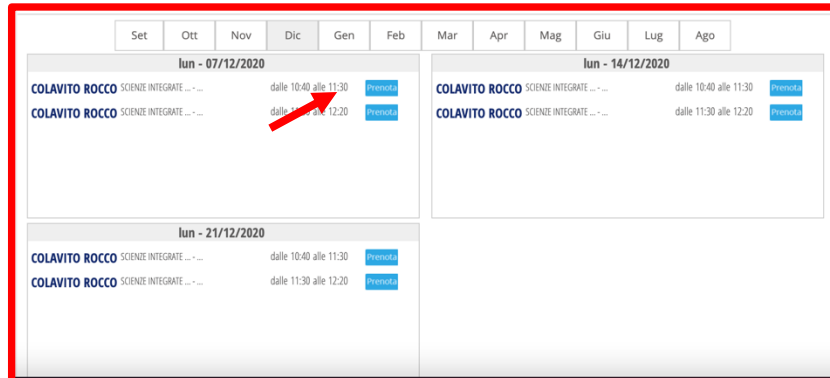 Set Ott Nov Dic Gen Feb Mar Apr Mag Giu Lug Ago
lun - 07/12/2020
COLAVITO ROCCO SCIENZE INTEGRATE ... - ... dalle 10:40 alle 11:30 Prenota
COLAVITO ROCCO SCIENZE INTEGRATE ... - ... dalle alle 12:20 Prenota
lun - 14/12/2020
COLAVITO ROCCO SCIENZE INTEGRATE ... - ... dalle 10:40 alle 11:30 Prenota
COLAVITO ROCCO SCIENZE INTEGRATE ... - ... dalle 11:30 alle 12:20 Prenota
lun - 21/12/2020
COLAVITO ROCCO SCIENZE INTEGRATE ... - ... dalle 10:40 alle 11:30 Prenota
COLAVITO ROCCO SCIENZE INTEGRATE ... - ... dalle 11:30 alle 12:20 Prenota